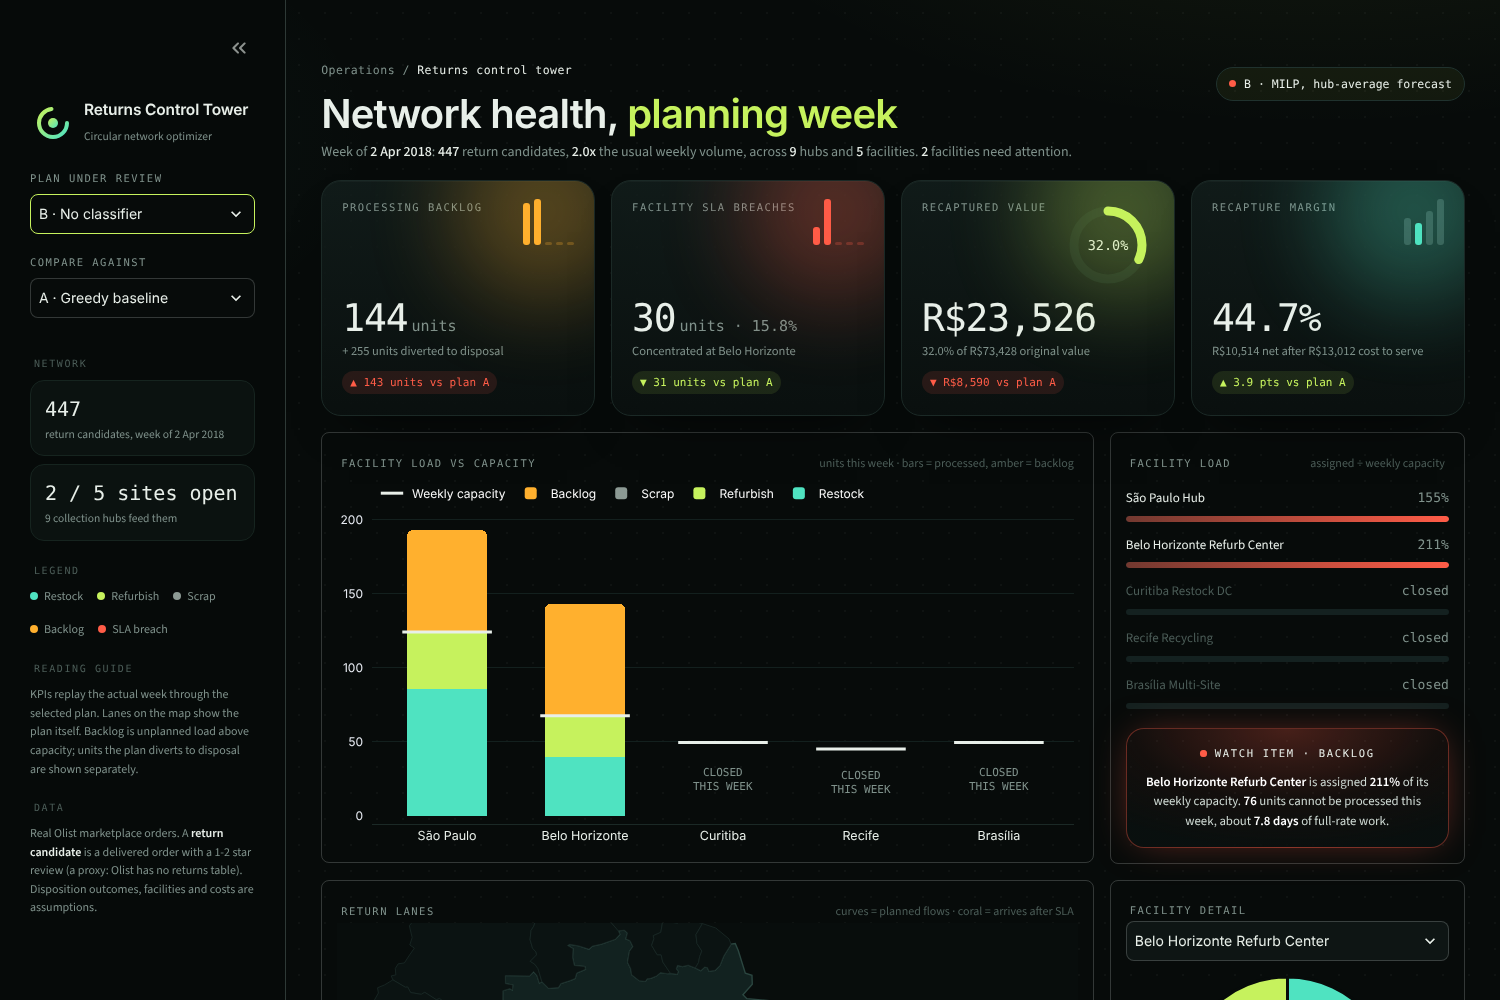 Returns Control Tower
Circular network optimizer
PLAN UNDER REVIEW
B · No classifier
COMPARE AGAINST
A · Greedy baseline
NETWORK
447
return candidates, week of 2 Apr 2018
2 / 5 sites open
9 collection hubs feed them
LEGEND
Restock Refurbish Scrap
Backlog SLA breach
READING GUIDE
KPIs replay the actual week through the
selected plan. Lanes on the map show the
plan itself. Backlog is unplanned load above
capacity; units the plan diverts to disposal
are shown separately.
DATA
Real Olist marketplace orders. A return
candidate is a delivered order with a 1-2 star
review (a proxy: Olist has no returns table).
Disposition outcomes, facilities and costs are
assumptions.
Operations / Returns control tower
B · MILP, hub-average forecast
Network health, planning week
Week of 2 Apr 2018: 447 return candidates, 2.0x the usual weekly volume, across 9 hubs and 5 facilities. 2 facilities need attention.
PROCESSING BACKLOG
144 units
+ 255 units diverted to disposal
▲ 143 units vs plan A
FACILITY SLA BREACHES
30 units · 15.8%
Concentrated at Belo Horizonte
▼ 31 units vs plan A
RECAPTURED VALUE
32.0%
R$23,526
32.0% of R$73,428 original value
▼ R$8,590 vs plan A
RECAPTURE MARGIN
44.7%
R$10,514 net after R$13,012 cost to serve
▲ 3.9 pts vs plan A
FACILITY LOAD VS CAPACITY
units this week · bars = processed, amber = backlog
Weekly capacity Backlog Scrap Refurbish Restock
200
150
100
50
0
CLOSED
THIS WEEK
CLOSED
THIS WEEK
CLOSED
THIS WEEK
São Paulo Belo Horizonte Curitiba Recife Brasília
FACILITY LOAD
assigned ÷ weekly capacity
São Paulo Hub 155%
Belo Horizonte Refurb Center 211%
Curitiba Restock DC closed
Recife Recycling closed
Brasília Multi-Site closed
WATCH ITEM · BACKLOG
Belo Horizonte Refurb Center is assigned 211% of its
weekly capacity. 76 units cannot be processed this
week, about 7.8 days of full-rate work.
RETURN LANES
curves = planned flows · coral = arrives after SLA
FACILITY DETAIL
Belo Horizonte Refurb Center